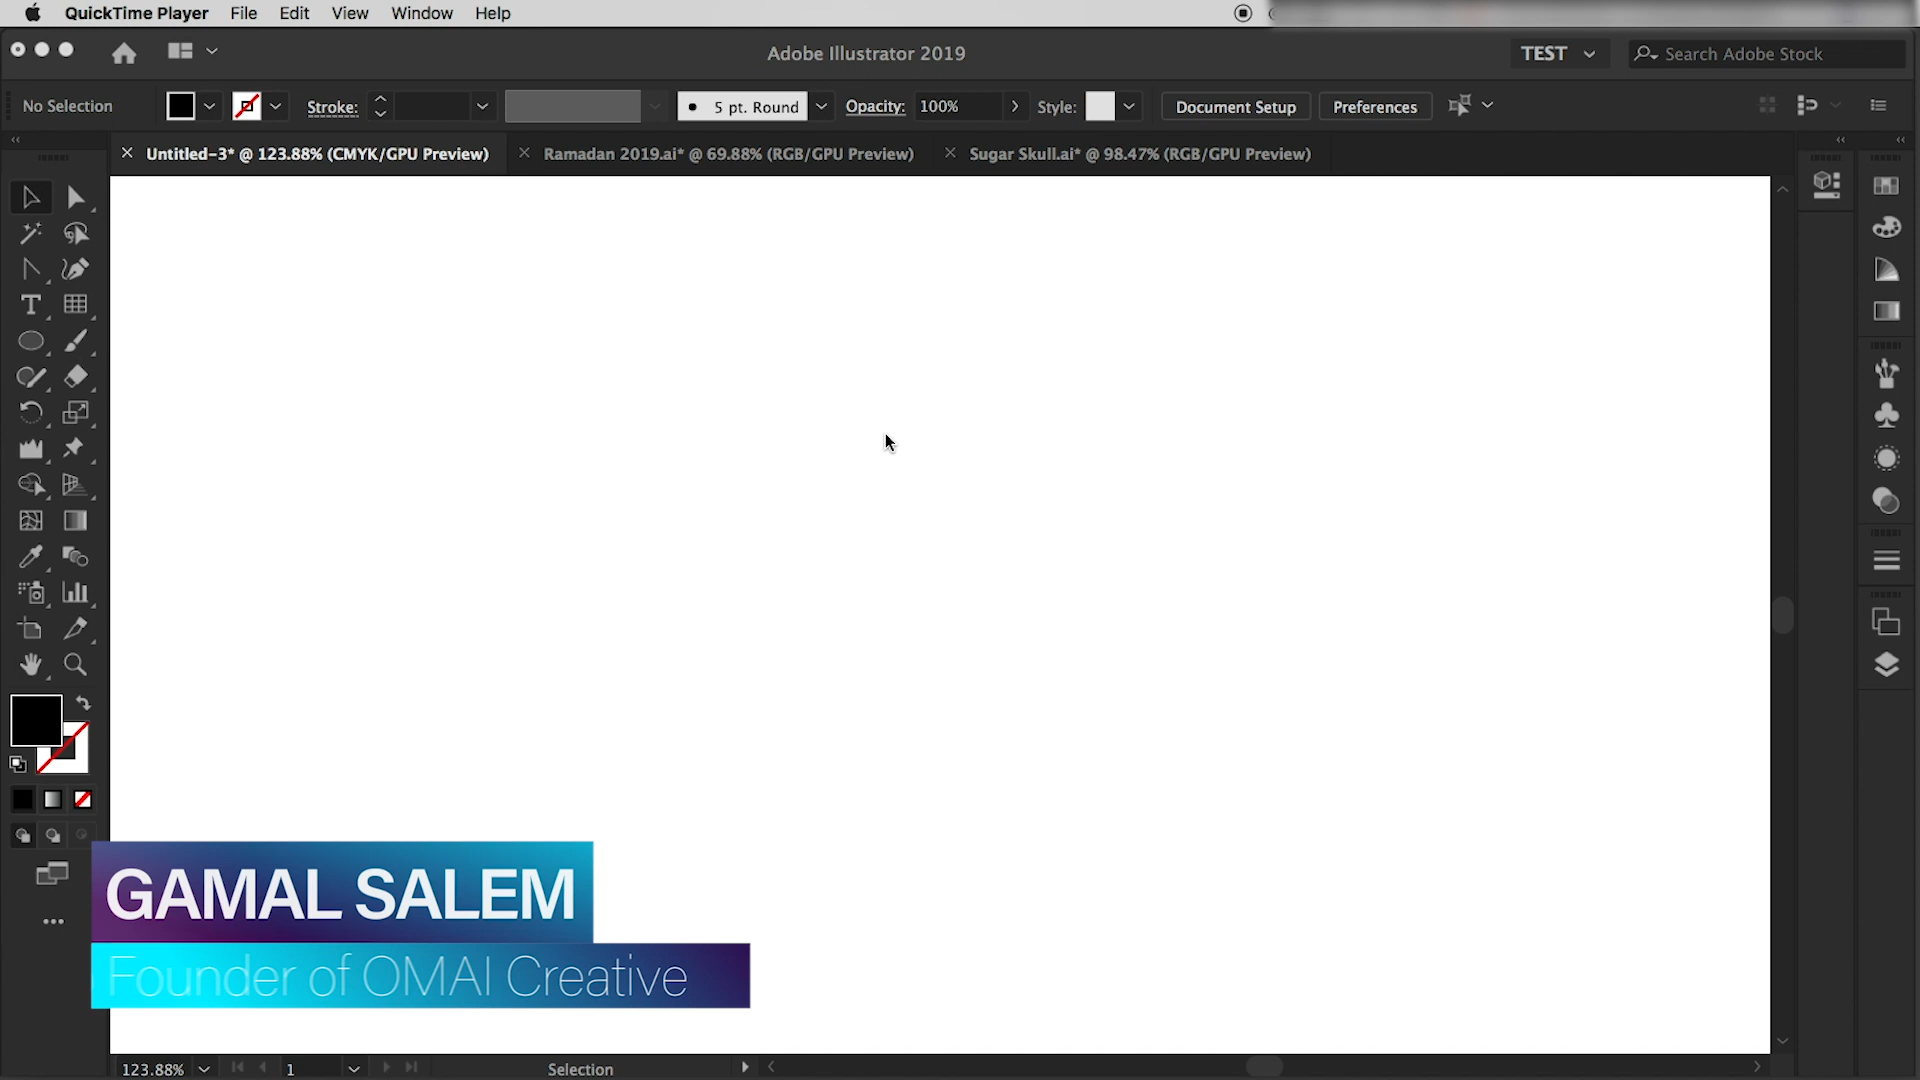 QuickTime Player File Edit View Window Help
Adobe Illustrator 2019
TEST
Search Adobe Stock
No Selection
Stroke:
5 pt. Round
Opacity: 100%
Style:
Document Setup
Preferences
Untitled-3* @ 123.88% (CMYK/GPU Preview)
Ramadan 2019.ai* @ 69.88% (RGB/GPU Preview)
Sugar Skull.ai* @ 98.47% (RGB/GPU Preview)
GAMAL SALEM
Founder of OMAI Creative
123.88%
1
Selection